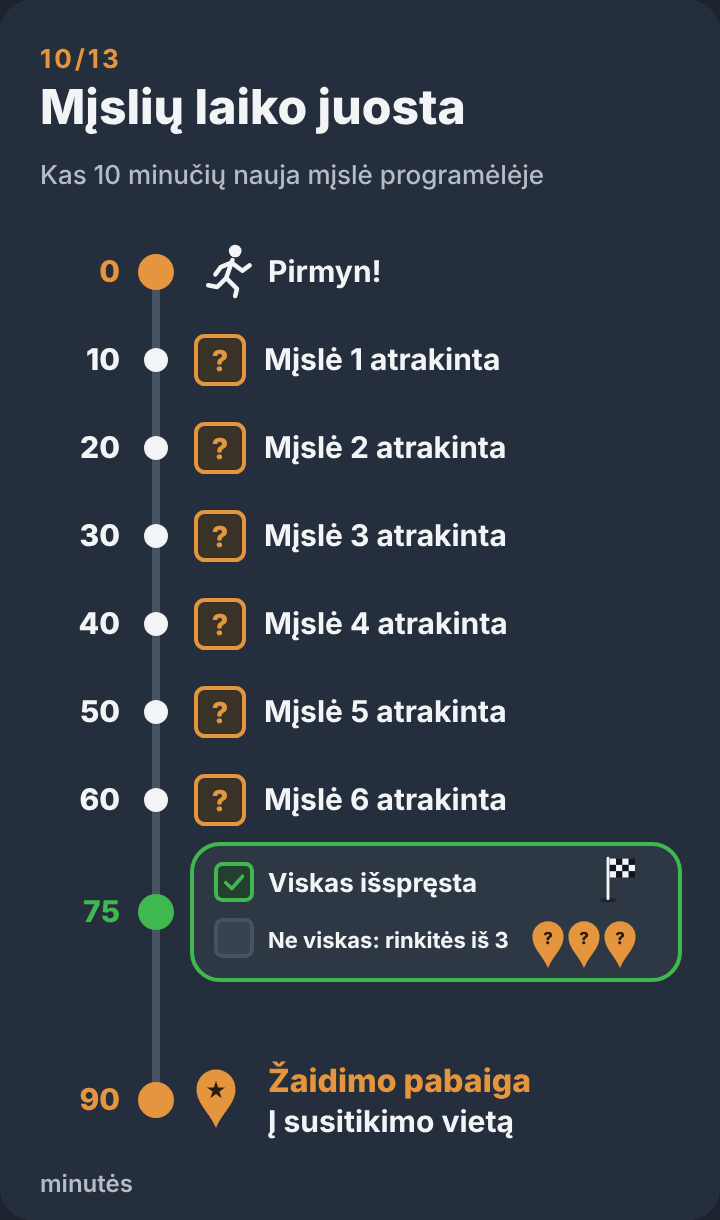 10/13
Mįslių laiko juosta
Kas 10 minučių nauja mįslė programėlėje
0 Pirmyn!
10 ? Mįslė 1 atrakinta
20 ? Mįslė 2 atrakinta
30 ? Mįslė 3 atrakinta
40 ? Mįslė 4 atrakinta
50 ? Mįslė 5 atrakinta
60 ? Mįslė 6 atrakinta
Viskas išspręsta
75
Ne viskas: rinkitės iš 3 ? ? ?
Žaidimo pabaiga
90
Į susitikimo vietą
minutės